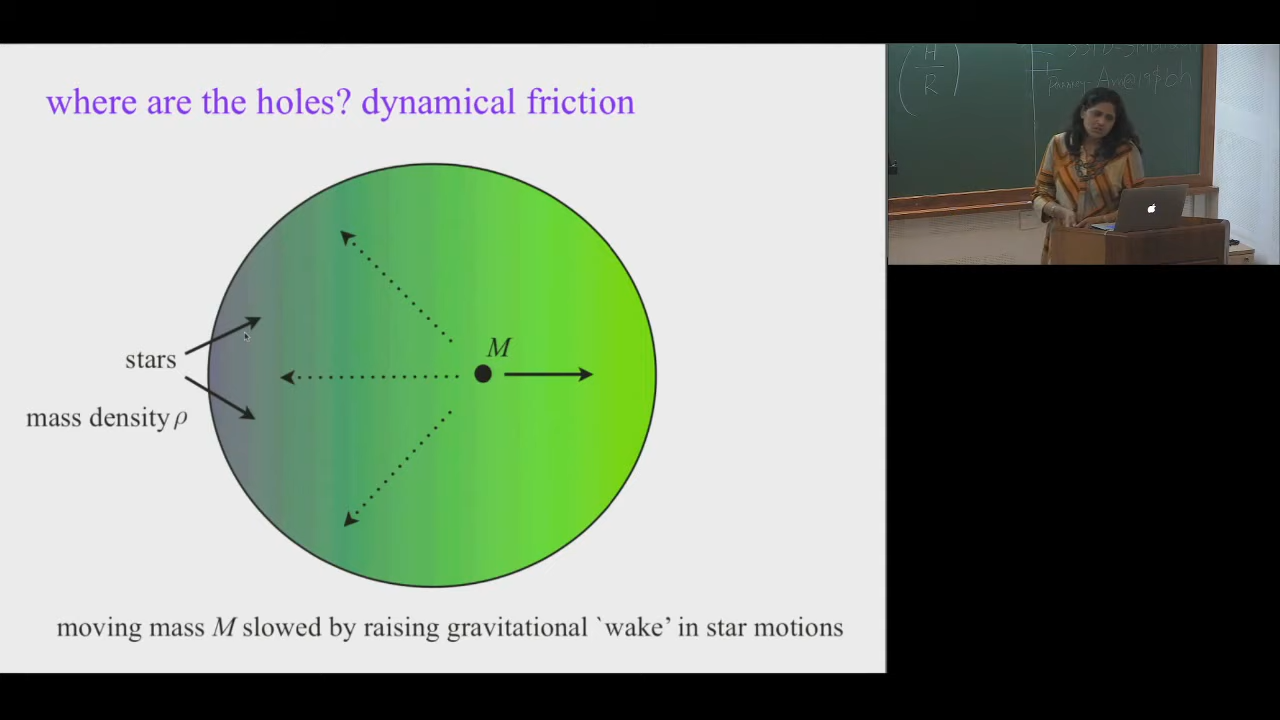 where are the holes? dynamical friction
M
stars
mass density ρ
moving mass M slowed by raising gravitational `wake' in star motions
H
R